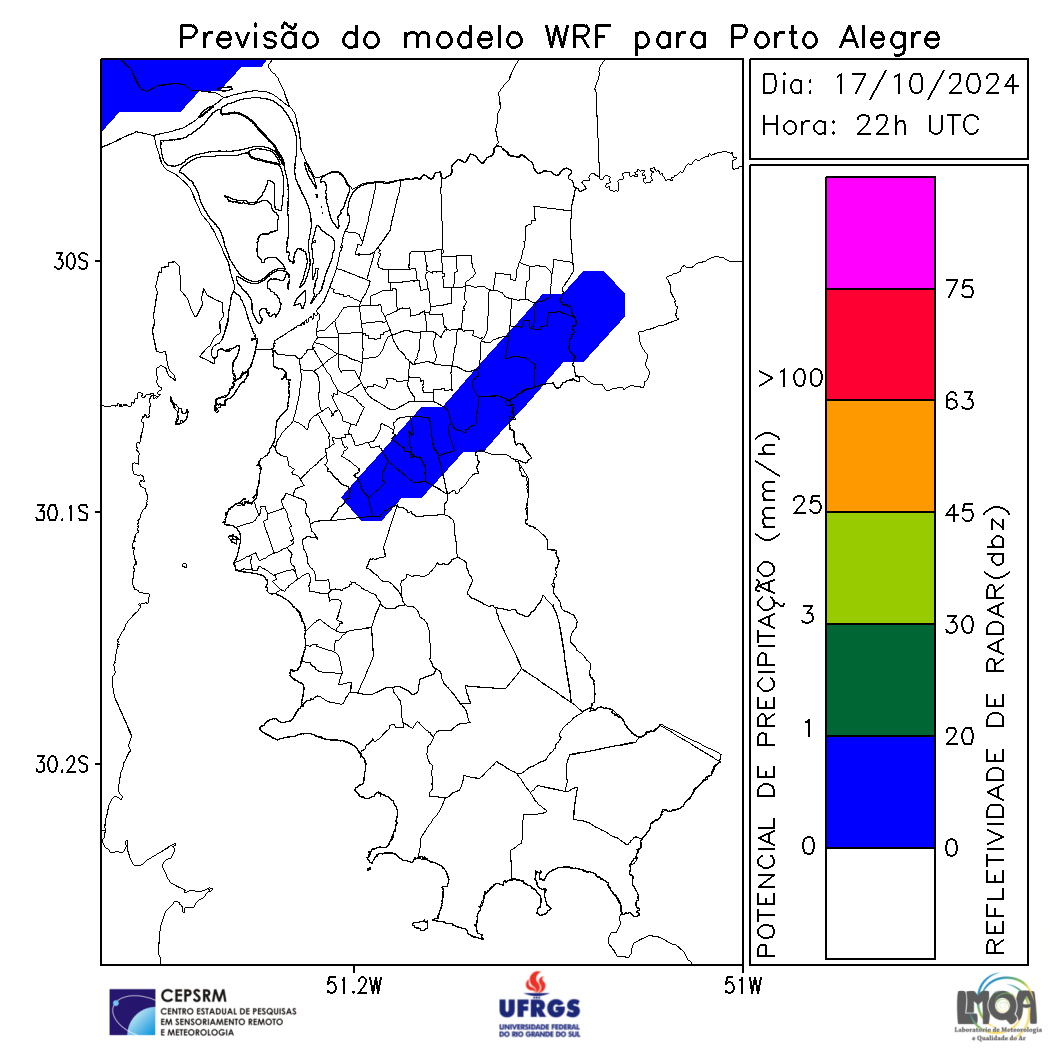 Previsão do modelo WRF para Porto Alegre
Dia: 17/10/2024
Hora: 22h UTC
30S
30.1S
30.2S
51.2W
51W
POTENCIAL DE PRECIPITAÇÃO (mm/h)
>100
25
3
1
0
75
63
45
30
20
0
REFLETIVIDADE DE RADAR(dbz)
CEPSRM
CENTRO ESTADUAL DE PESQUISAS
EM SENSORIAMENTO REMOTO
E METEOROLOGIA
UFRGS
UNIVERSIDADE FEDERAL
DO RIO GRANDE DO SUL
LMQA
Laboratório de Meteorologia
e Qualidade do Ar